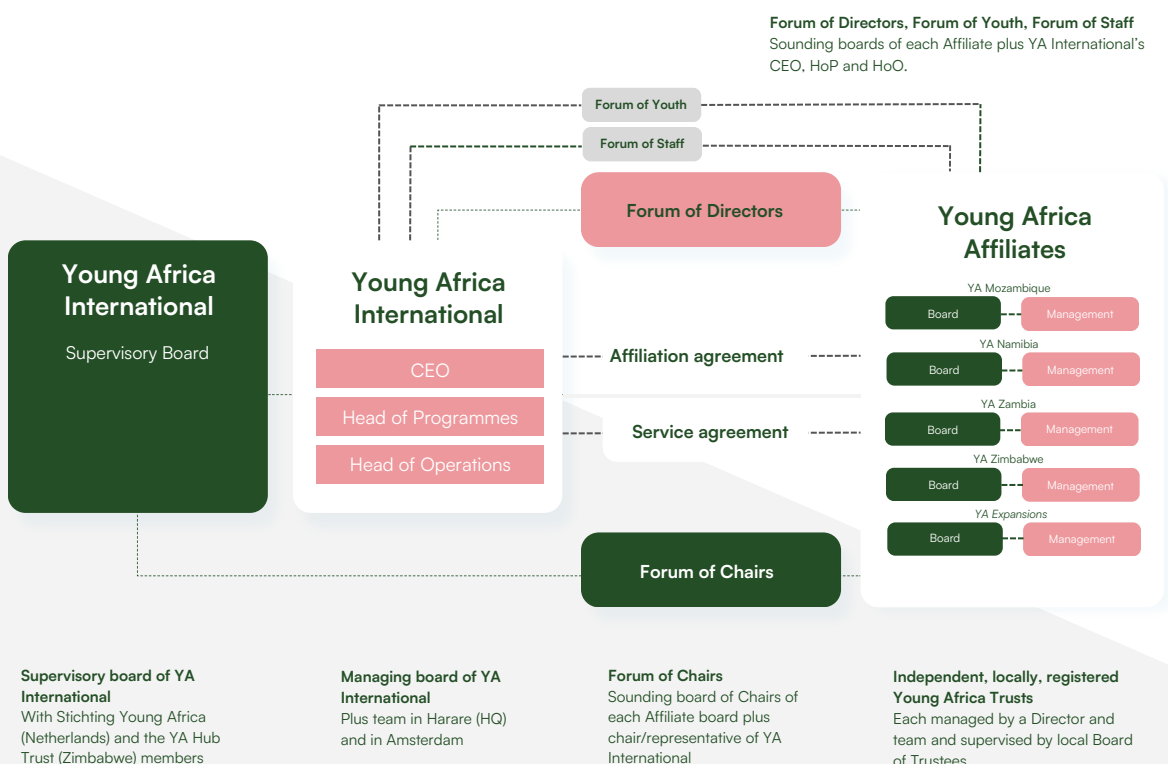 Forum of Directors, Forum of Youth, Forum of Staff
Sounding boards of each Affiliate plus YA International's
CEO, HoP and HoO.
Forum of Youth
Forum of Staff
Forum of Directors
Young Africa
International
Supervisory Board
Young Africa
International
CEO
Head of Programmes
Head of Operations
Affiliation agreement
Service agreement
Forum of Chairs
Young Africa
Affiliates
YA Mozambique
Board
Management
YA Namibia
Board
Management
YA Zambia
Board
Management
YA Zimbabwe
Board
Management
YA Expansions
Board
Management
Supervisory board of YA
International
With Stichting Young Africa
(Netherlands) and the YA Hub
Trust (Zimbabwe) members
Managing board of YA
International
Plus team in Harare (HQ)
and in Amsterdam
Forum of Chairs
Sounding board of Chairs of
each Affiliate board plus
chair/representative of YA
International
Independent, locally, registered
Young Africa Trusts
Each managed by a Director and
team and supervised by local Board
of Trustees